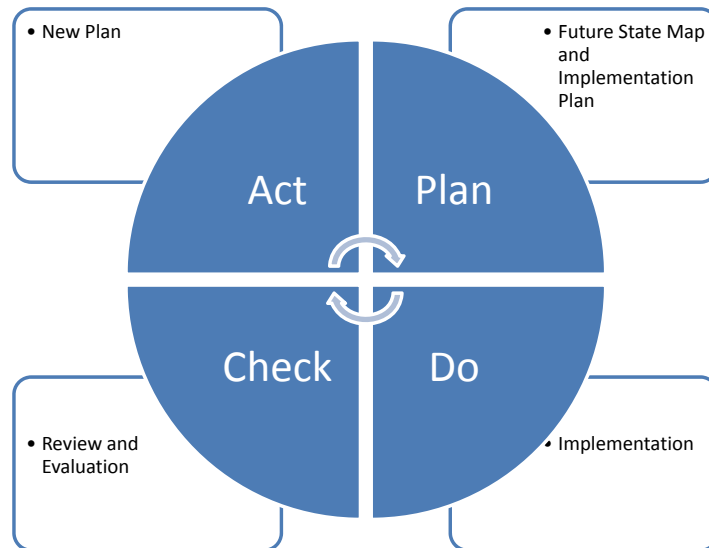 • New Plan
• Future State Map
and
Implementation
Plan
Act
Plan
Check
Do
• Review and
Evaluation
• Implementation